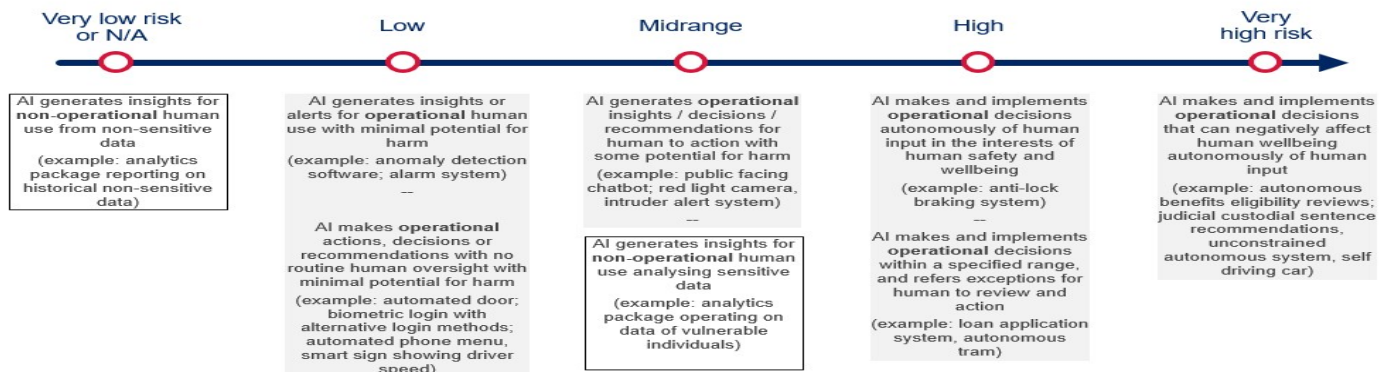 Very low risk
or N/A
Low
Midrange
High
Very
high risk
AI generates insights for
non-operational human
use from non-sensitive
data
(example: analytics
package reporting on
historical non-sensitive
data)
AI generates insights or
alerts for operational human
use with minimal potential for
harm
(example: anomaly detection
software; alarm system)
--
AI makes operational
actions, decisions or
recommendations with no
routine human oversight with
minimal potential for harm
(example: automated door;
biometric login with
alternative login methods;
automated phone menu,
smart sign showing driver
speed)
AI generates operational
insights / decisions /
recommendations for
human to action with
some potential for harm
(example: public facing
chatbot; red light camera,
intruder alert system)
--
AI generates insights for
non-operational human
use analysing sensitive
data
(example: analytics
package operating on
data of vulnerable
individuals)
AI makes and implements
operational decisions
autonomously of human
input in the interests of
human safety and
wellbeing
(example: anti-lock
braking system)
--
AI makes and implements
operational decisions
within a specified range,
and refers exceptions for
human to review and
action
(example: loan application
system, autonomous
tram)
AI makes and implements
operational decisions
that can negatively affect
human wellbeing
autonomously of human
input
(example: autonomous
benefits eligibility reviews;
judicial custodial sentence
recommendations,
unconstrained
autonomous system, self
driving car)